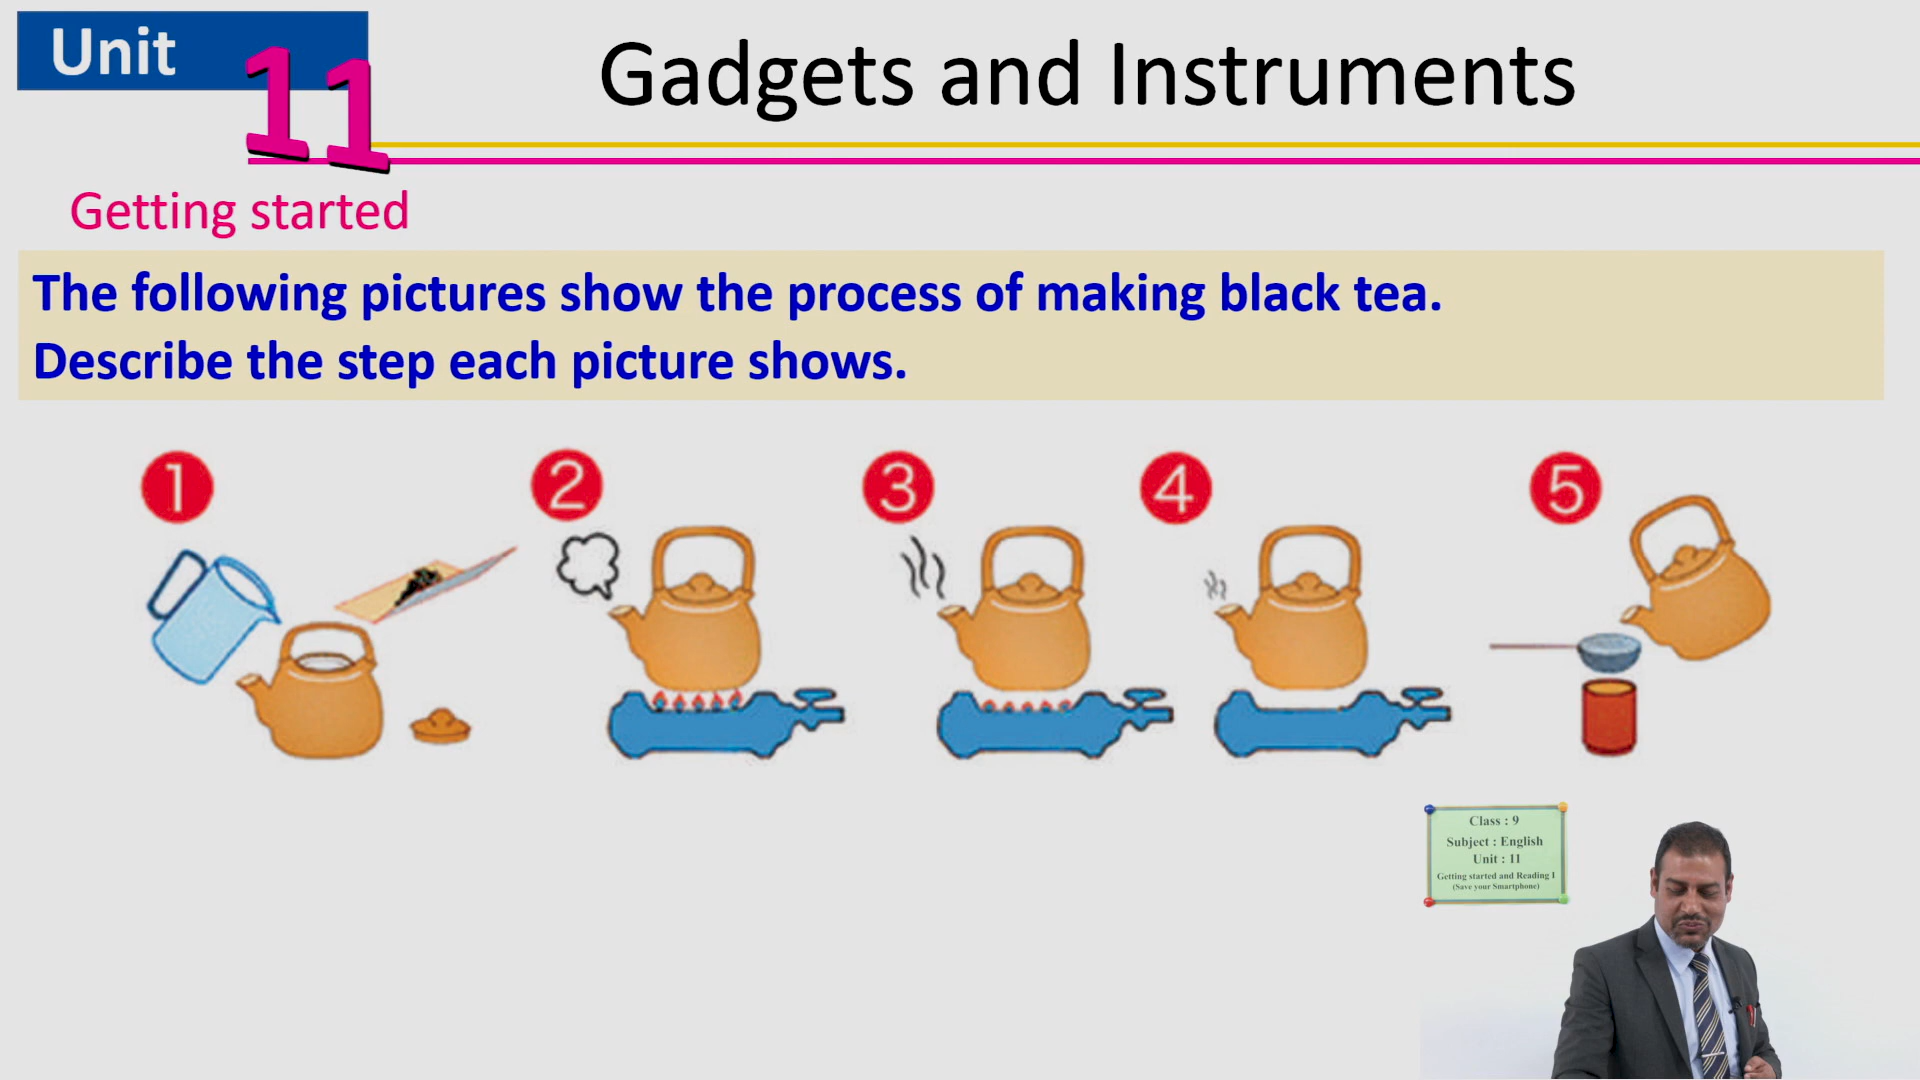 Unit 11
Gadgets and Instruments
Getting started
The following pictures show the process of making black tea.
Describe the step each picture shows.
1
2
3
4
5
Class : 9
Subject : English
Unit : 11
Getting started and Reading I
(Save your Smartphone)